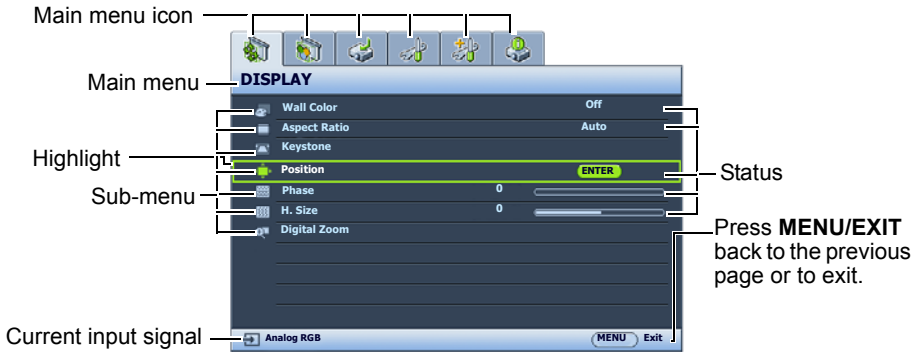 Main menu icon
Main menu
DISPLAY
Wall Color Off
Aspect Ratio Auto
Keystone
Highlight
Position ENTER
Status
Sub-menu
Phase 0
H. Size 0
Digital Zoom
Press MENU/EXIT
back to the previous
page or to exit.
Current input signal
Analog RGB MENU Exit